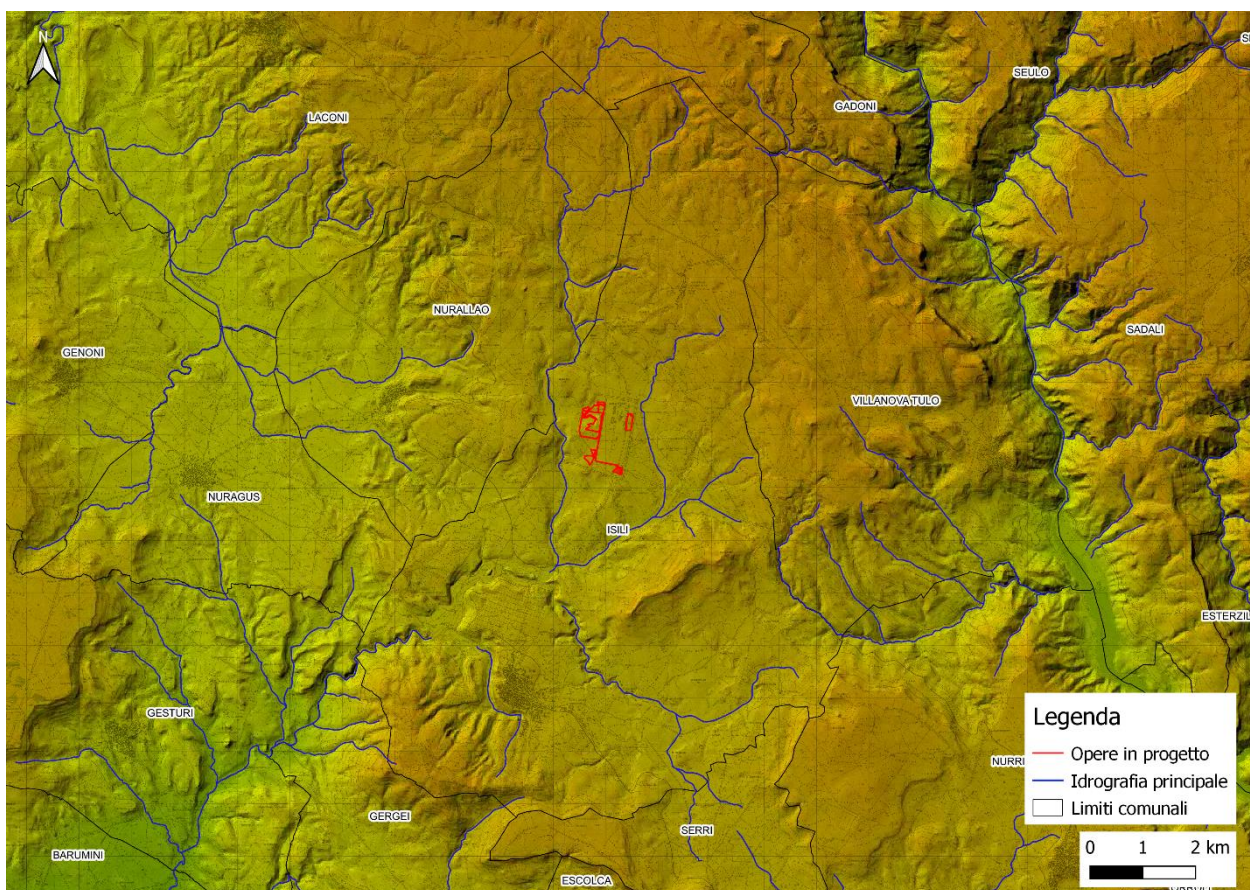 N
SEULO
GADONI
LACONI
NURALLAO
SADALI
GENONI
VILLANOVA TULO
NURAGUS
ISILI
GESTURI
NURRI
GERGEI
SERRI
BARUMINI
ESCOLCA
Legenda
Opere in progetto
Idrografia principale
Limiti comunali
0 1 2 km